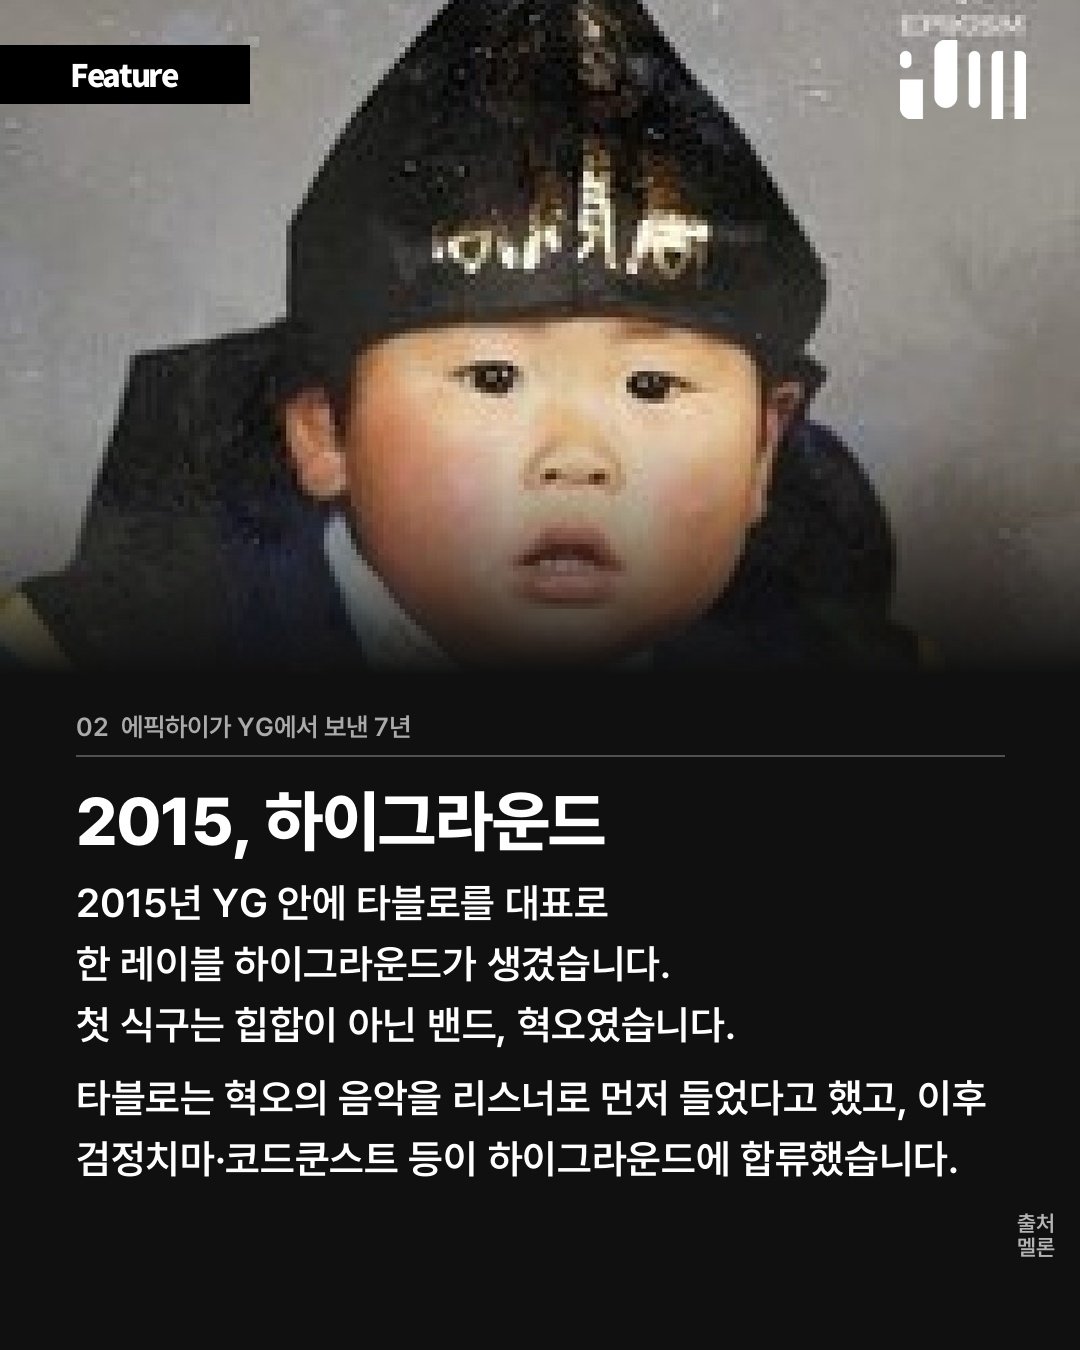 Feature
02 에픽하이가 YG에서 보낸 7년
2015, 하이그라운드
2015년 YG 안에 타블로를 대표로
한 레이블 하이그라운드가 생겼습니다.
첫 식구는 힙합이 아닌 밴드, 혁오였습니다.
타블로는 혁오의 음악을 리스너로 먼저 들었다고 했고, 이후
검정치마·코드쿤스트 등이 하이그라운드에 합류했습니다.
출처
멜론